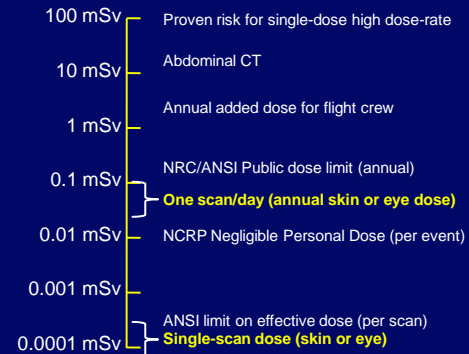 100 mSv Proven risk for single-dose high dose-rate
Abdominal CT
10 mSv
Annual added dose for flight crew
1 mSv
NRC/ANSI Public dose limit (annual)
0.1 mSv
One scan/day (annual skin or eye dose)
0.01 mSv NCRP Negligible Personal Dose (per event)
0.001 mSv
ANSI limit on effective dose (per scan)
0.0001 mSv Single-scan dose (skin or eye)